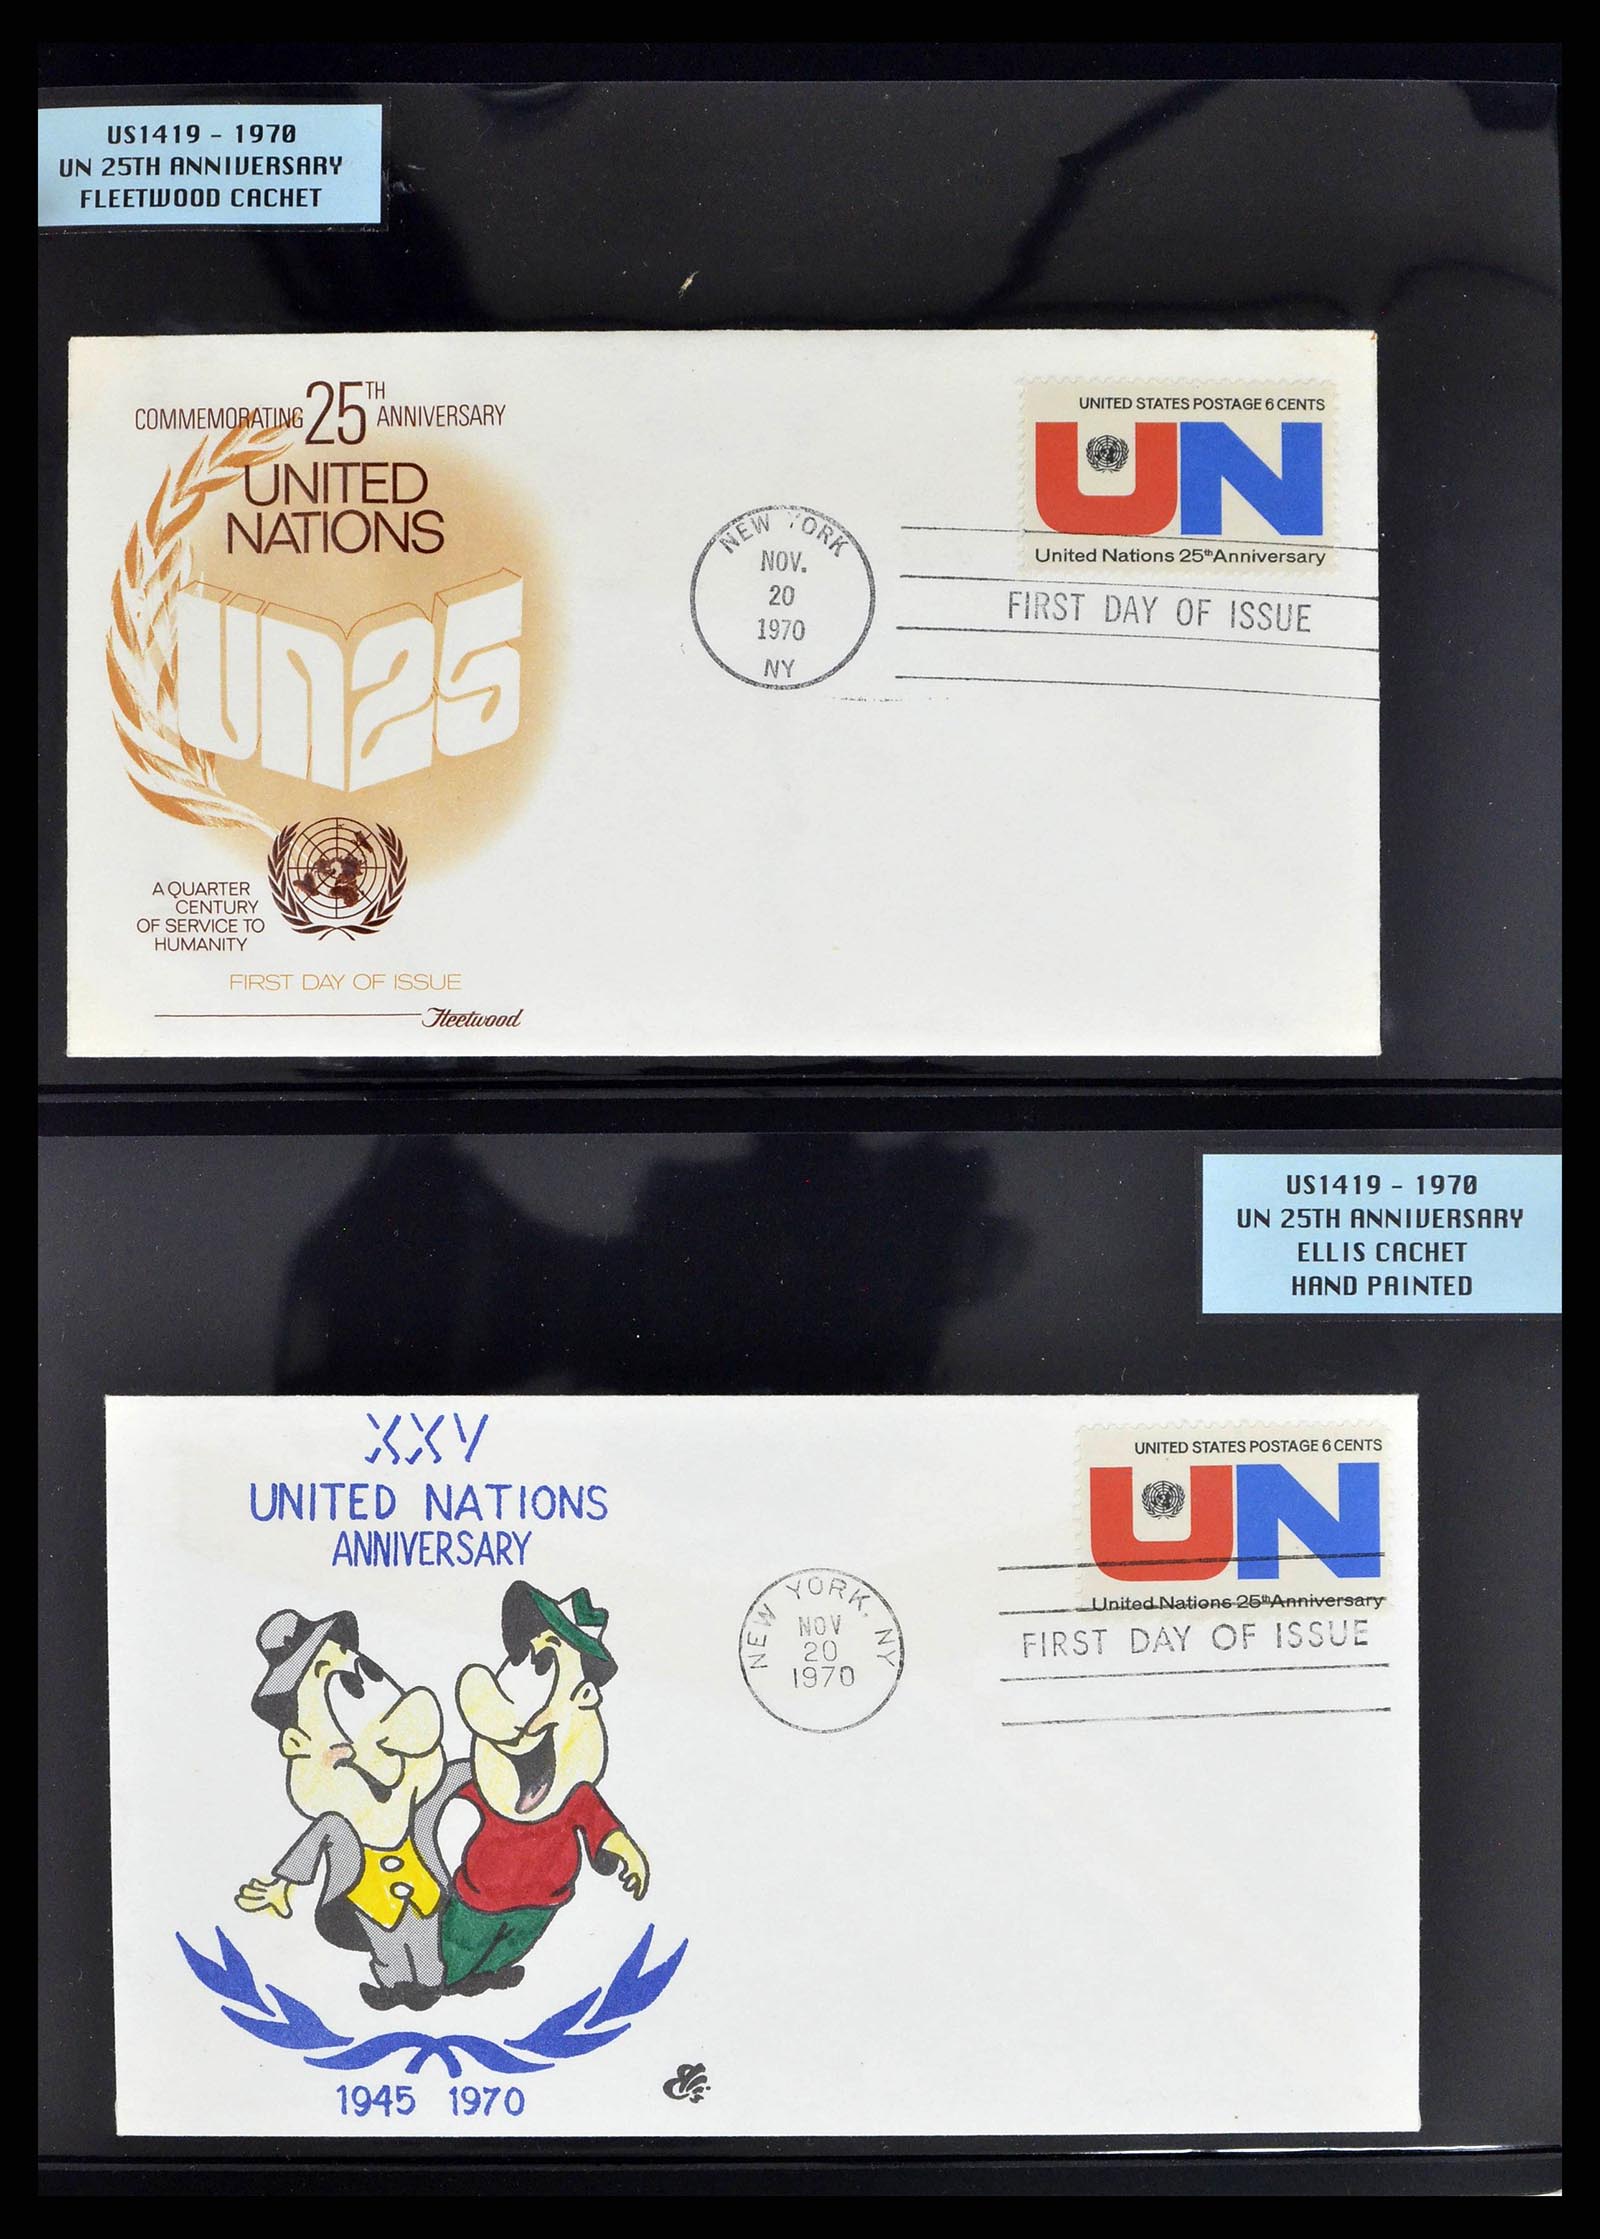 US1419 - 1970
UN 25TH ANNIVERSARY
FLEETWOOD CACHET
COMMEMORATING 25TH ANNIVERSARY
UNITED
NATIONS
UN25
A QUARTER
CENTURY
OF SERVICE TO
HUMANITY
FIRST DAY OF ISSUE
Fleetwood
NEW YORK
NOV.
20
1970
NY
UNITED STATES POSTAGE 6 CENTS
UN
United Nations 25th Anniversary
FIRST DAY OF ISSUE
US1419 - 1970
UN 25TH ANNIVERSARY
ELLIS CACHET
HAND PAINTED
XXV
UNITED NATIONS
ANNIVERSARY
1945 1970
NEW YORK, NY
NOV
20
1970
UNITED STATES POSTAGE 6 CENTS
UN
United Nations 25th Anniversary
FIRST DAY OF ISSUE